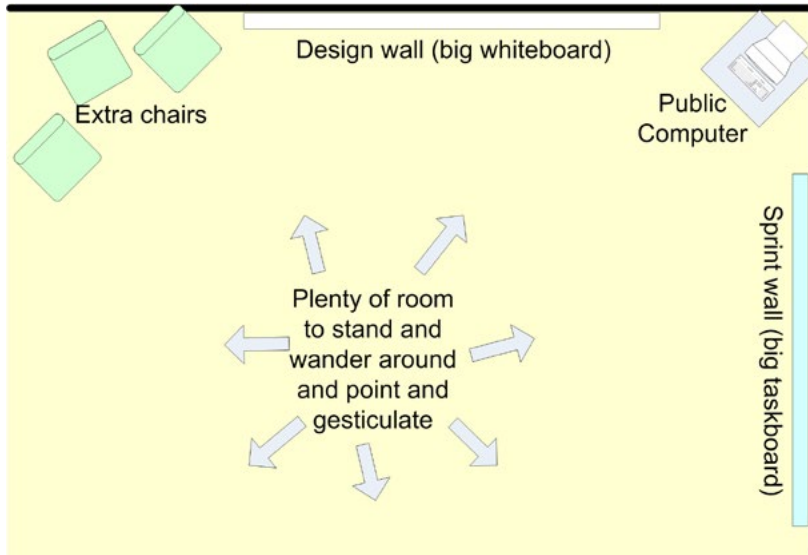 Design wall (big whiteboard)
Extra chairs
Public
Computer
Sprint wall (big taskboard)
Plenty of room
to stand and
wander around
and point and
gesticulate